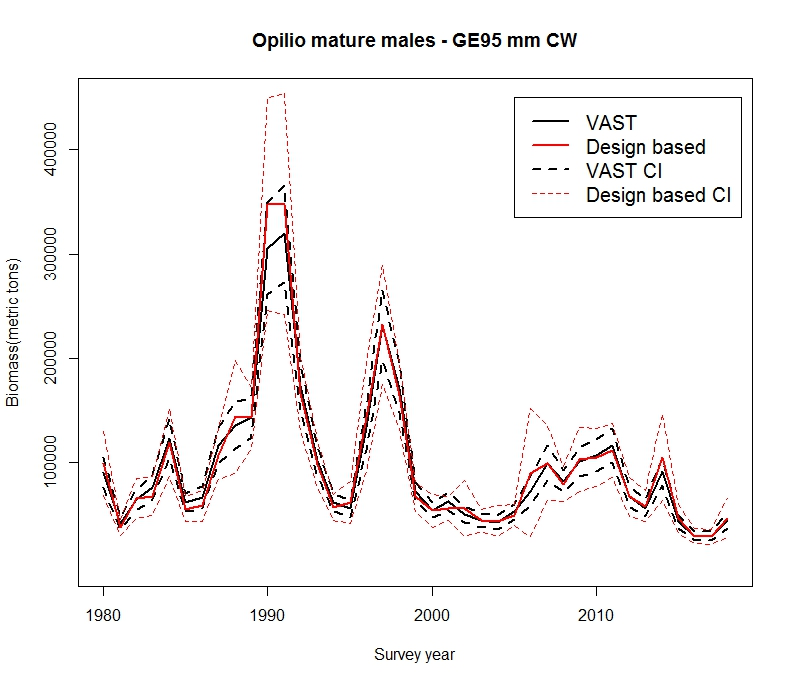 Opilio mature males - GE95 mm CW
VAST
Design based
VAST CI
Design based CI
Biomass(metric tons)
400000
300000
200000
100000
1980
1990
2000
2010
Survey year